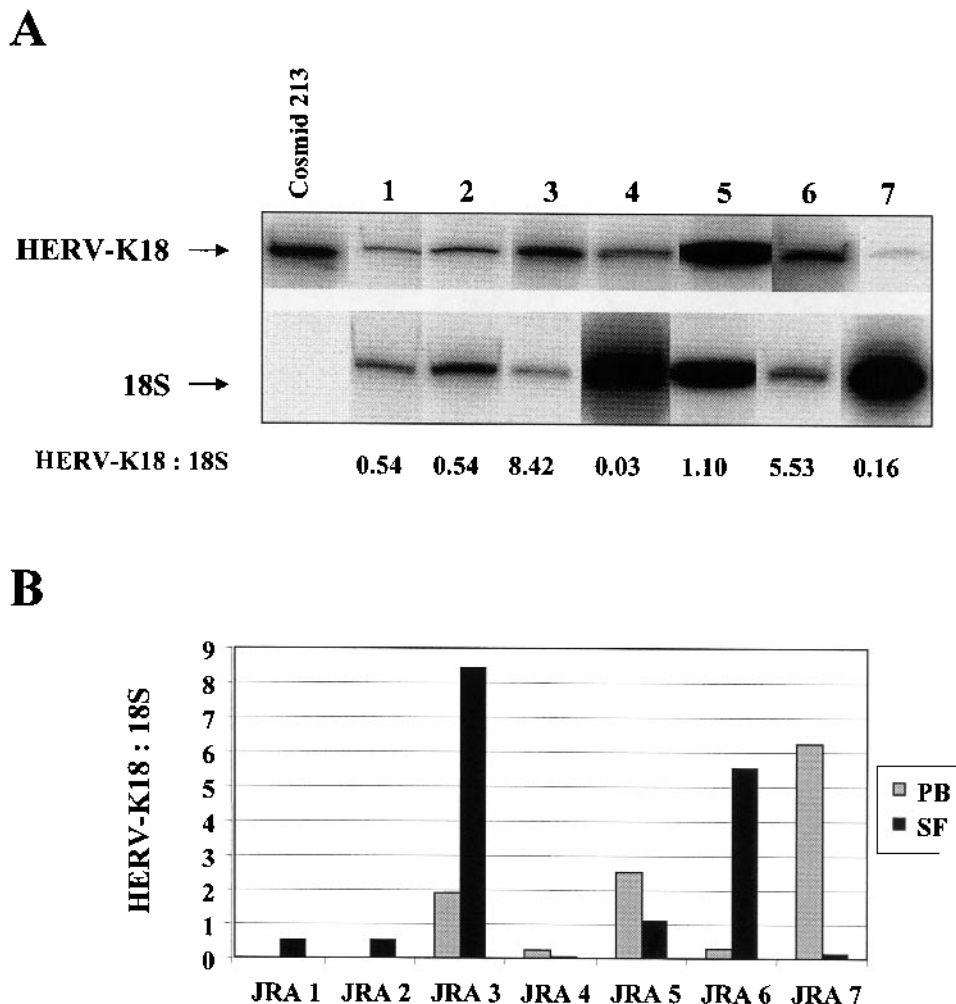 A
Cosmid 213
1 2 3 4 5 6 7
HERV-K18
18S
HERV-K18 : 18S 0.54 0.54 8.42 0.03 1.10 5.53 0.16
B
HERV-K18 : 18S
9
8
7
6
5
4
3
2
1
0
JRA 1 JRA 2 JRA 3 JRA 4 JRA 5 JRA 6 JRA 7
PB
SF